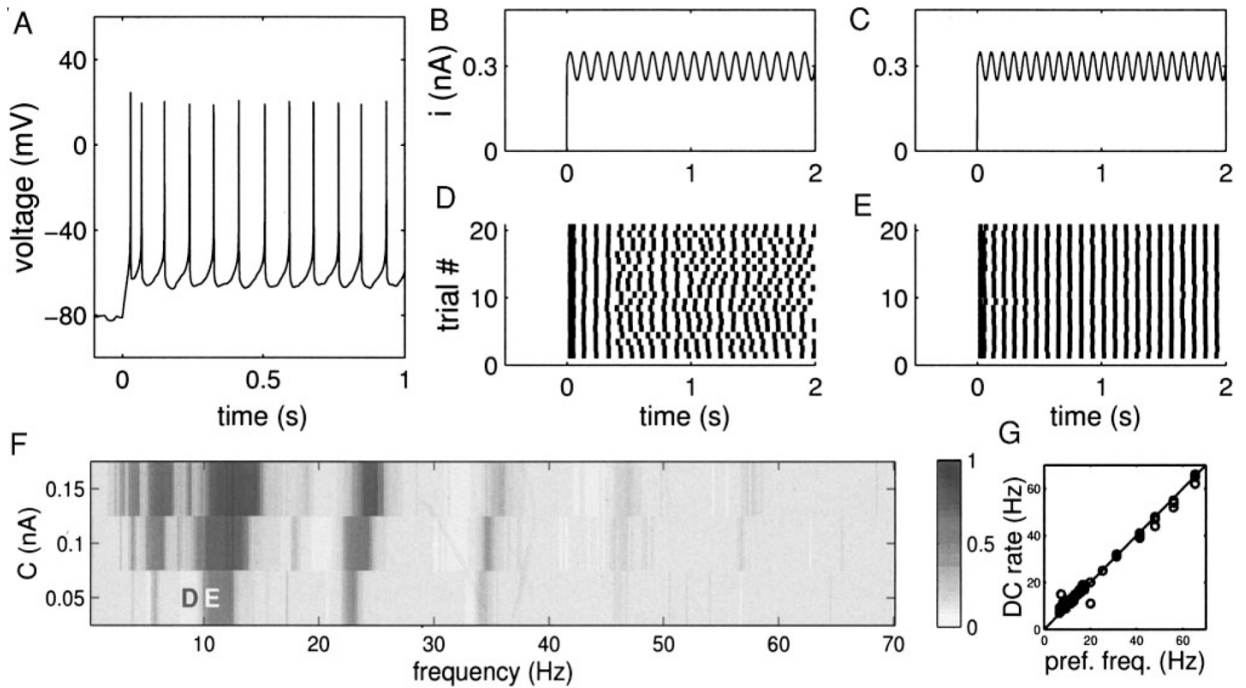 A
60
40
0
−40
−60
−80
voltage (mV)
0
0.5
1
time (s)
B
i (nA)
0.3
0
0
1
2
C
0.3
0
0
1
2
D
trial #
20
10
0
0
1
2
time (s)
E
20
10
0
0
1
2
time (s)
F
C (nA)
0.15
0.1
0.05
D E
0
10
20
30
40
50
60
70
frequency (Hz)
1
0.5
0
G
DC rate (Hz)
60
40
20
0
0
20
40
60
pref. freq. (Hz)